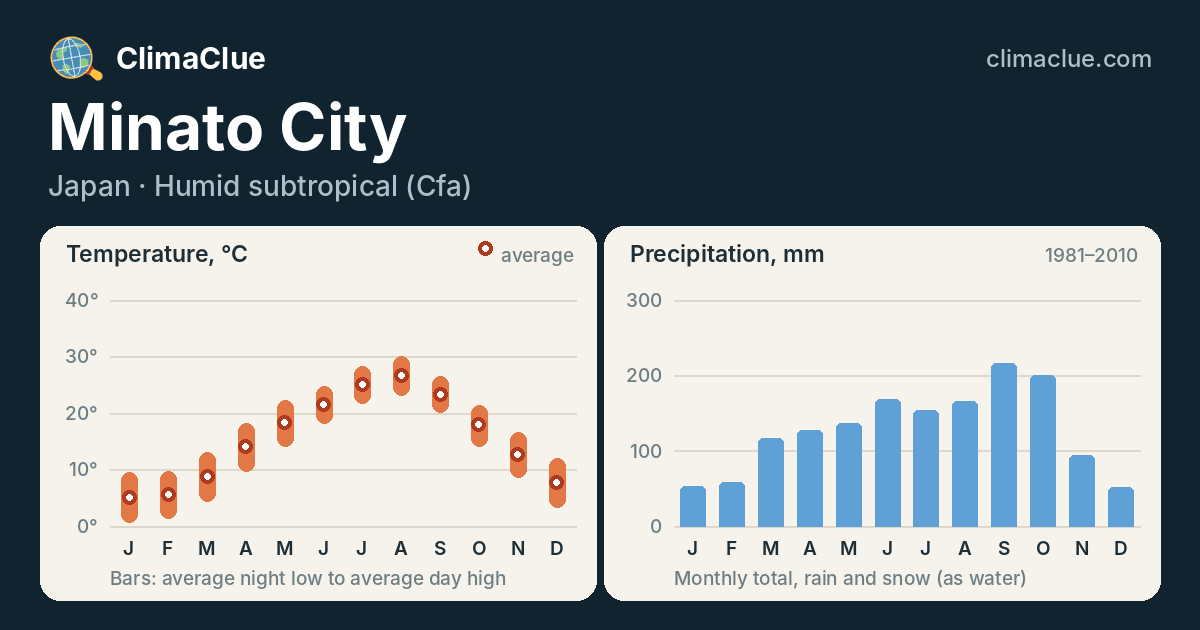 ClimaClue
climaclue.com
Minato City
Japan · Humid subtropical (Cfa)
Temperature, °C
average
40°
30°
20°
10°
0°
J F M A M J J A S O N D
Bars: average night low to average day high
Precipitation, mm
1981–2010
300
200
100
0
J F M A M J J A S O N D
Monthly total, rain and snow (as water)